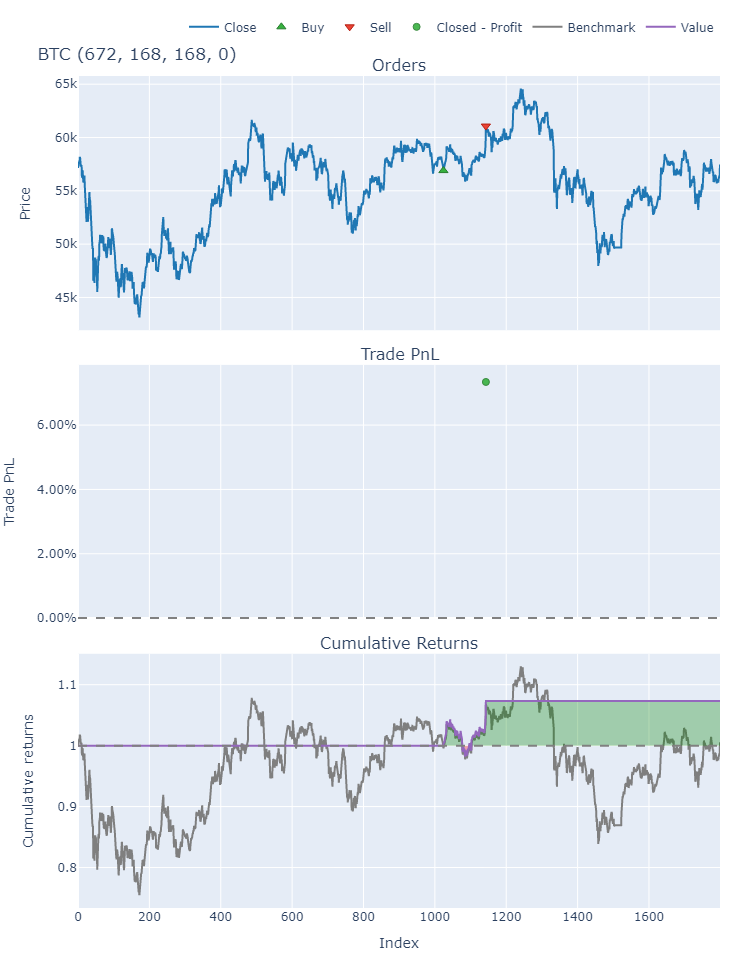 Close Buy Sell Closed - Profit Benchmark Value
BTC (672, 168, 168, 0)
Orders
65k
60k
55k
50k
45k
Price
Trade PnL
6.00%
4.00%
2.00%
0.00%
Trade PnL
Cumulative Returns
1.1
1
0.9
0.8
Cumulative returns
0 200 400 600 800 1000 1200 1400 1600
Index